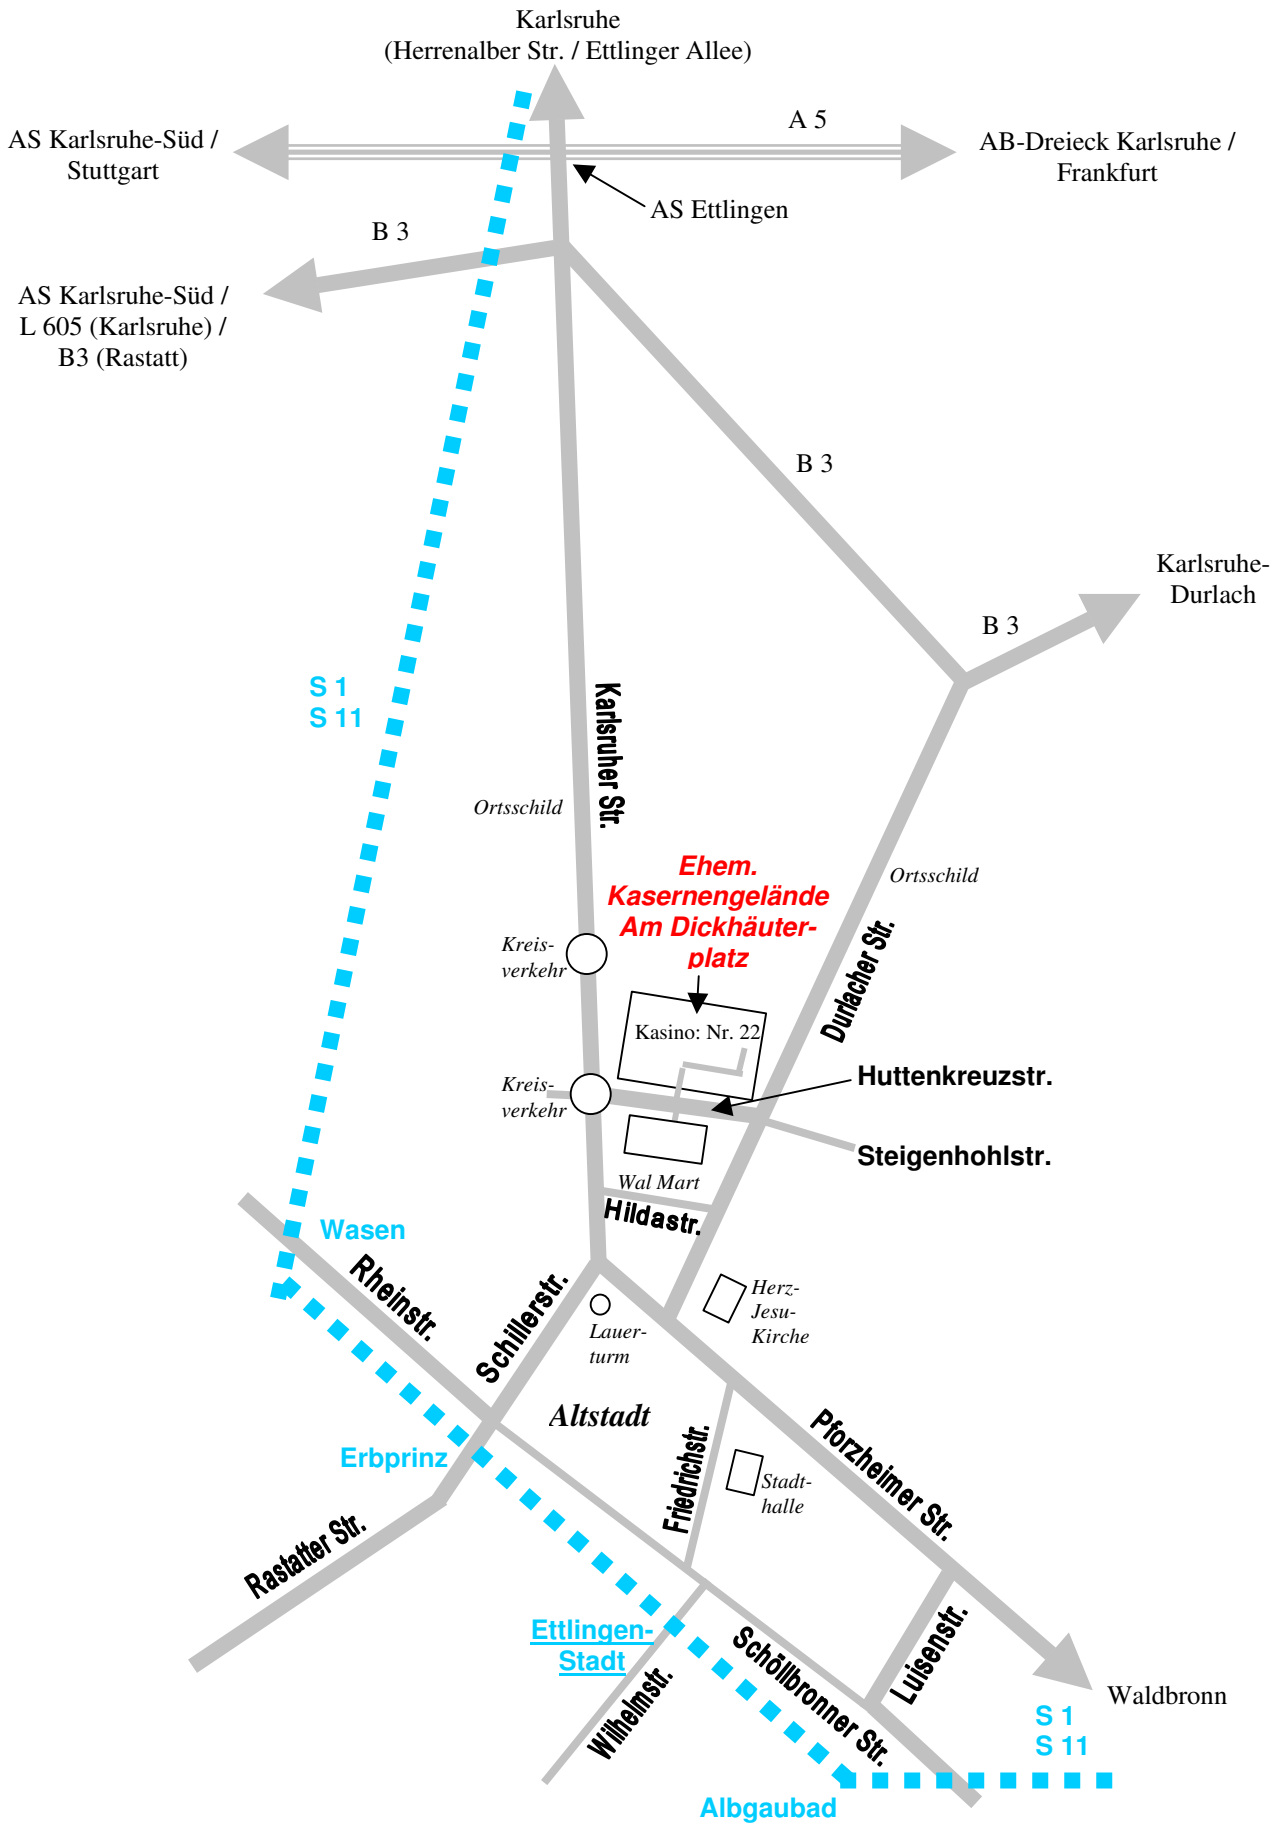 Karlsruhe
(Herrenalber Str. / Ettlinger Allee)
A 5
AS Karlsruhe-Süd /
Stuttgart
AB-Dreieck Karlsruhe /
Frankfurt
AS Ettlingen
B 3
AS Karlsruhe-Süd /
L 605 (Karlsruhe) /
B3 (Rastatt)
B 3
Karlsruhe-
Durlach
B 3
S 1
S 11
Karlsruher Str.
Ortsschild
Ehem.
Kasernengelände
Am Dickhäuter-
platz
Ortsschild
Kreis-
verkehr
Durlacher Str.
Kasino: Nr. 22
Kreis-
verkehr
Huttenkreuzstr.
Steigenhohlstr.
Wal Mart
Hildastr.
Wasen
Rheinstr.
Schillerstr.
Herz-
Jesu-
Kirche
Lauer-
turm
Altstadt
Pforzheimer Str.
Erbprinz
Friedrichstr.
Stadt-
halle
Rastatter Str.
Ettlingen-
Stadt
Wilhelmstr.
Schöllbronner Str.
Luisenstr.
Waldbronn
S 1
S 11
Albgaubad